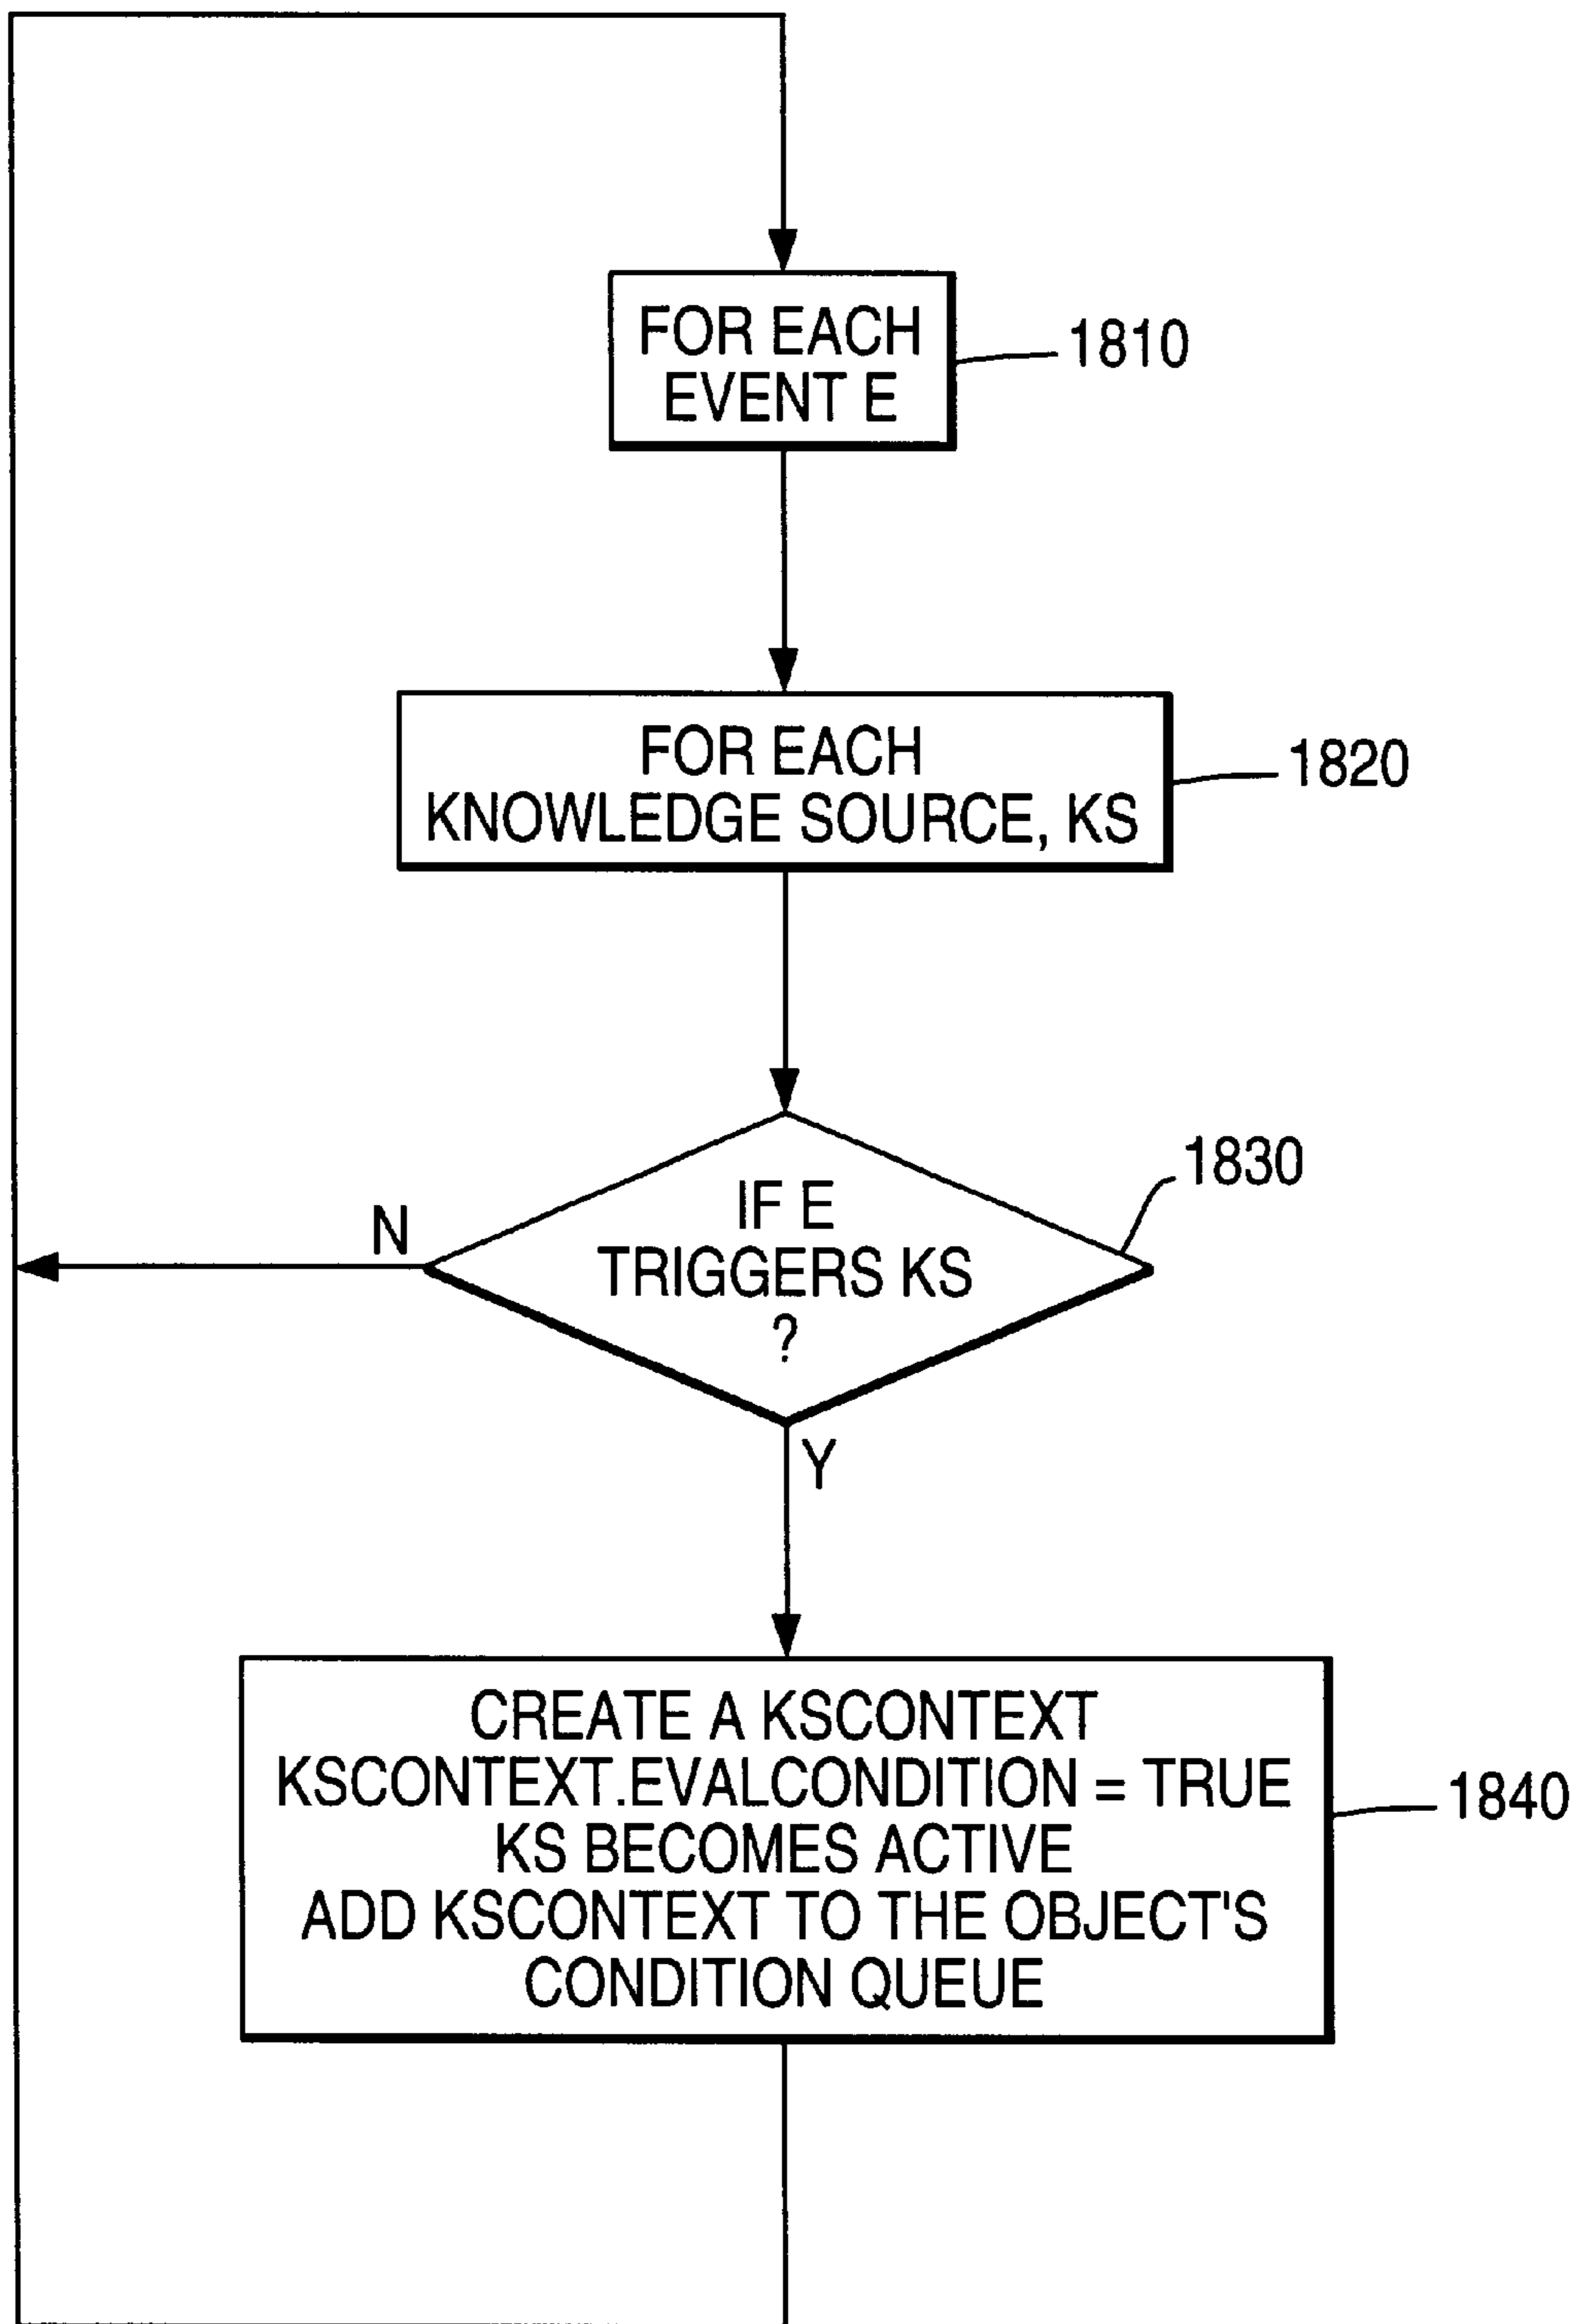 FOR EACH
EVENT E
1810
FOR EACH
KNOWLEDGE SOURCE, KS
1820
1830
IF E
TRIGGERS KS
?
N
Y
CREATE A KSCONTEXT
KSCONTEXT.EVALCONDITION = TRUE
KS BECOMES ACTIVE
ADD KSCONTEXT TO THE OBJECT'S
CONDITION QUEUE
1840